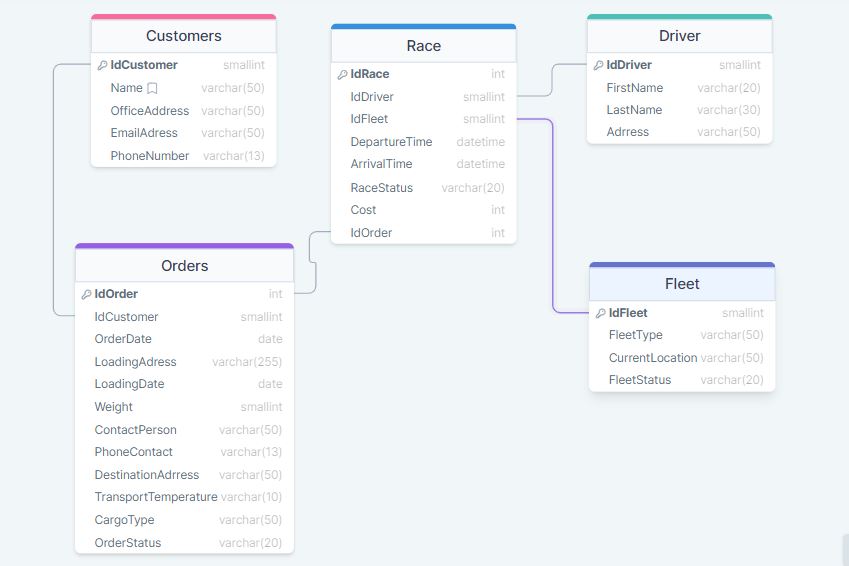 Customers
IdCustomer smallint
Name varchar(50)
OfficeAddress varchar(50)
EmailAdress varchar(50)
PhoneNumber varchar(13)
Race
IdRace int
IdDriver smallint
IdFleet smallint
DepartureTime datetime
ArrivalTime datetime
RaceStatus varchar(20)
Cost int
IdOrder int
Driver
IdDriver smallint
FirstName varchar(20)
LastName varchar(30)
Adrress varchar(50)
Orders
IdOrder int
IdCustomer smallint
OrderDate date
LoadingAdress varchar(255)
LoadingDate date
Weight smallint
ContactPerson varchar(50)
PhoneContact varchar(13)
DestinationAdrress varchar(50)
TransportTemperature varchar(10)
CargoType varchar(50)
OrderStatus varchar(20)
Fleet
IdFleet smallint
FleetType varchar(50)
CurrentLocation varchar(50)
FleetStatus varchar(20)